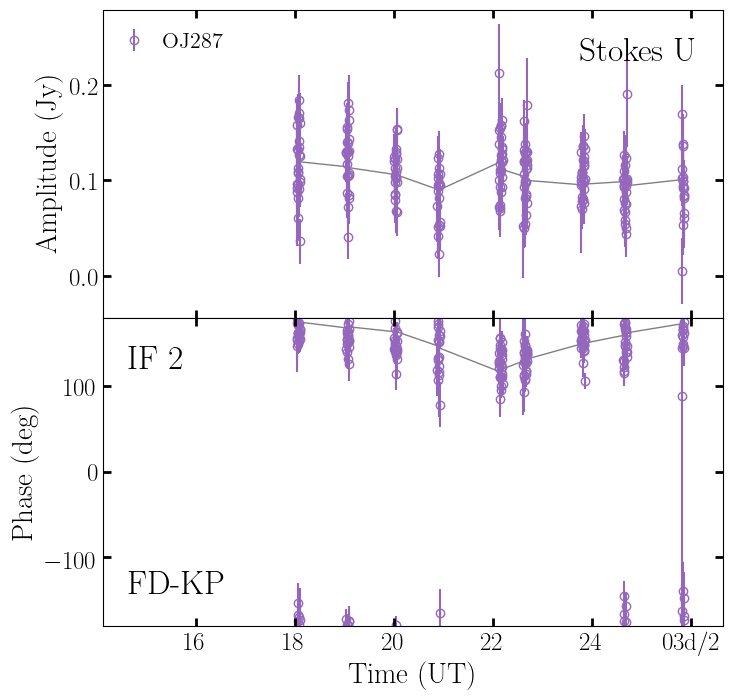 OJ287
Stokes U
0.2
0.1
0.0
Amplitude (Jy)
IF 2
100
0
−100
Phase (deg)
FD-KP
16 18 20 22 24 03d/2
Time (UT)